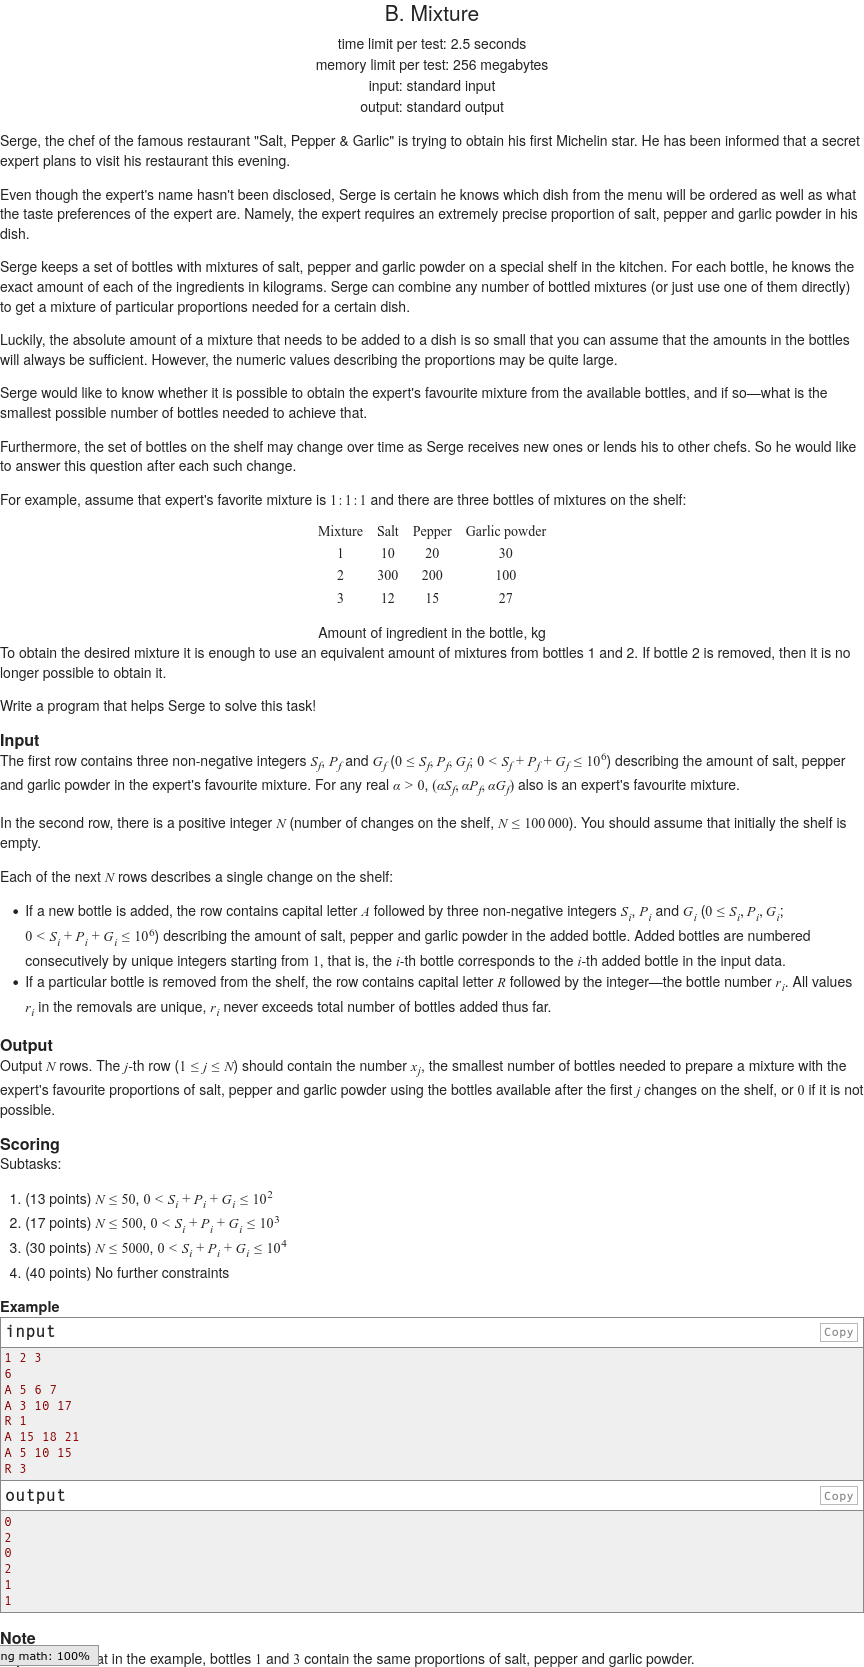 B. Mixture
time limit per test: 2.5 seconds
memory limit per test: 256 megabytes
input: standard input
output: standard output
Serge, the chef of the famous restaurant "Salt, Pepper & Garlic" is trying to obtain his first Michelin star. He has been informed that a secret
expert plans to visit his restaurant this evening.
Even though the expert's name hasn't been disclosed, Serge is certain he knows which dish from the menu will be ordered as well as what
the taste preferences of the expert are. Namely, the expert requires an extremely precise proportion of salt, pepper and garlic powder in his
dish.
Serge keeps a set of bottles with mixtures of salt, pepper and garlic powder on a special shelf in the kitchen. For each bottle, he knows the
exact amount of each of the ingredients in kilograms. Serge can combine any number of bottled mixtures (or just use one of them directly)
to get a mixture of particular proportions needed for a certain dish.
Luckily, the absolute amount of a mixture that needs to be added to a dish is so small that you can assume that the amounts in the bottles
will always be sufficient. However, the numeric values describing the proportions may be quite large.
Serge would like to know whether it is possible to obtain the expert's favourite mixture from the available bottles, and if so—what is the
smallest possible number of bottles needed to achieve that.
Furthermore, the set of bottles on the shelf may change over time as Serge receives new ones or lends his to other chefs. So he would like
to answer this question after each such change.
For example, assume that expert's favorite mixture is 1 : 1 : 1 and there are three bottles of mixtures on the shelf:
Mixture Salt Pepper Garlic powder
1 10 20 30
2 300 200 100
3 12 15 27
Amount of ingredient in the bottle, kg
To obtain the desired mixture it is enough to use an equivalent amount of mixtures from bottles 1 and 2. If bottle 2 is removed, then it is no
longer possible to obtain it.
Write a program that helps Serge to solve this task!
Input
The first row contains three non-negative integers S_f, P_f and G_f (0 ≤ S_f, P_f, G_f; 0 < S_f + P_f + G_f ≤ 10^6) describing the amount of salt, pepper
and garlic powder in the expert's favourite mixture. For any real α > 0, (αS_f, αP_f, αG_f) also is an expert's favourite mixture.
In the second row, there is a positive integer N (number of changes on the shelf, N ≤ 100 000). You should assume that initially the shelf is
empty.
Each of the next N rows describes a single change on the shelf:
• If a new bottle is added, the row contains capital letter A followed by three non-negative integers S_i, P_i and G_i (0 ≤ S_i, P_i, G_i;
0 < S_i + P_i + G_i ≤ 10^6) describing the amount of salt, pepper and garlic powder in the added bottle. Added bottles are numbered
consecutively by unique integers starting from 1, that is, the i-th bottle corresponds to the i-th added bottle in the input data.
• If a particular bottle is removed from the shelf, the row contains capital letter R followed by the integer—the bottle number r_i. All values
r_i in the removals are unique, r_i never exceeds total number of bottles added thus far.
Output
Output N rows. The j-th row (1 ≤ j ≤ N) should contain the number x_j, the smallest number of bottles needed to prepare a mixture with the
expert's favourite proportions of salt, pepper and garlic powder using the bottles available after the first j changes on the shelf, or 0 if it is not
possible.
Scoring
Subtasks:
1. (13 points) N ≤ 50, 0 < S_i + P_i + G_i ≤ 10^2
2. (17 points) N ≤ 500, 0 < S_i + P_i + G_i ≤ 10^3
3. (30 points) N ≤ 5000, 0 < S_i + P_i + G_i ≤ 10^4
4. (40 points) No further constraints
Example
input
Copy
1 2 3
6
A 5 6 7
A 3 10 17
R 1
A 15 18 21
A 5 10 15
R 3
output
Copy
0
2
0
2
1
1
Note
ng math: 100%
at in the example, bottles 1 and 3 contain the same proportions of salt, pepper and garlic powder.